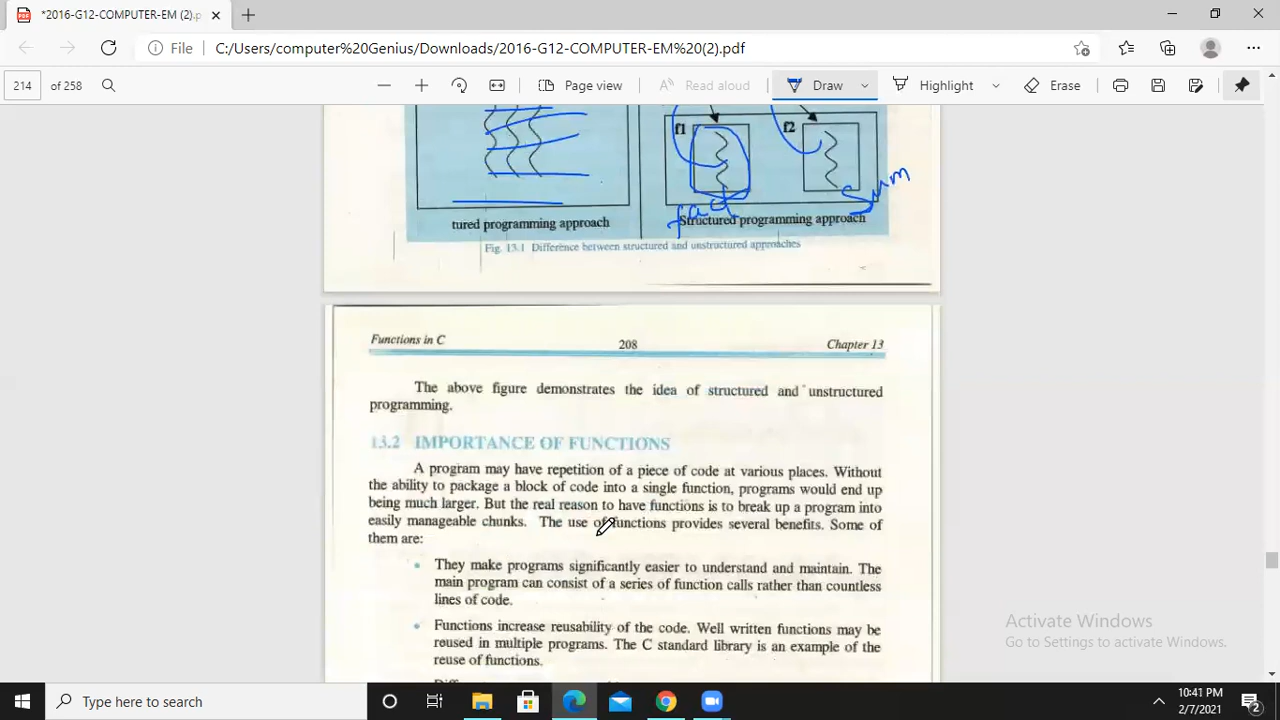 *2016-G12-COMPUTER-EM (2).p
File
C:/Users/computer%20Genius/Downloads/2016-G12-COMPUTER-EM%20(2).pdf
214 of 258
Page view
Read aloud
Draw
Highlight
Erase
f1
f2
fact
Sum
tured programming approach
Structured programming approach
Fig. 13.1 Difference between structured and unstructured approaches
Functions in C 208 Chapter 13
The above figure demonstrates the idea of structured and unstructured
programming.
13.2 IMPORTANCE OF FUNCTIONS
A program may have repetition of a piece of code at various places. Without
the ability to package a block of code into a single function, programs would end up
being much larger. But the real reason to have functions is to break up a program into
easily manageable chunks. The use of functions provides several benefits. Some of
them are:
• They make programs significantly easier to understand and maintain. The
main program can consist of a series of function calls rather than countless
lines of code.
• Functions increase reusability of the code. Well written functions may be
reused in multiple programs. The C standard library is an example of the
reuse of functions.
Activate Windows
Go to Settings to activate Windows.
Type here to search
10:41 PM
2/7/2021
2